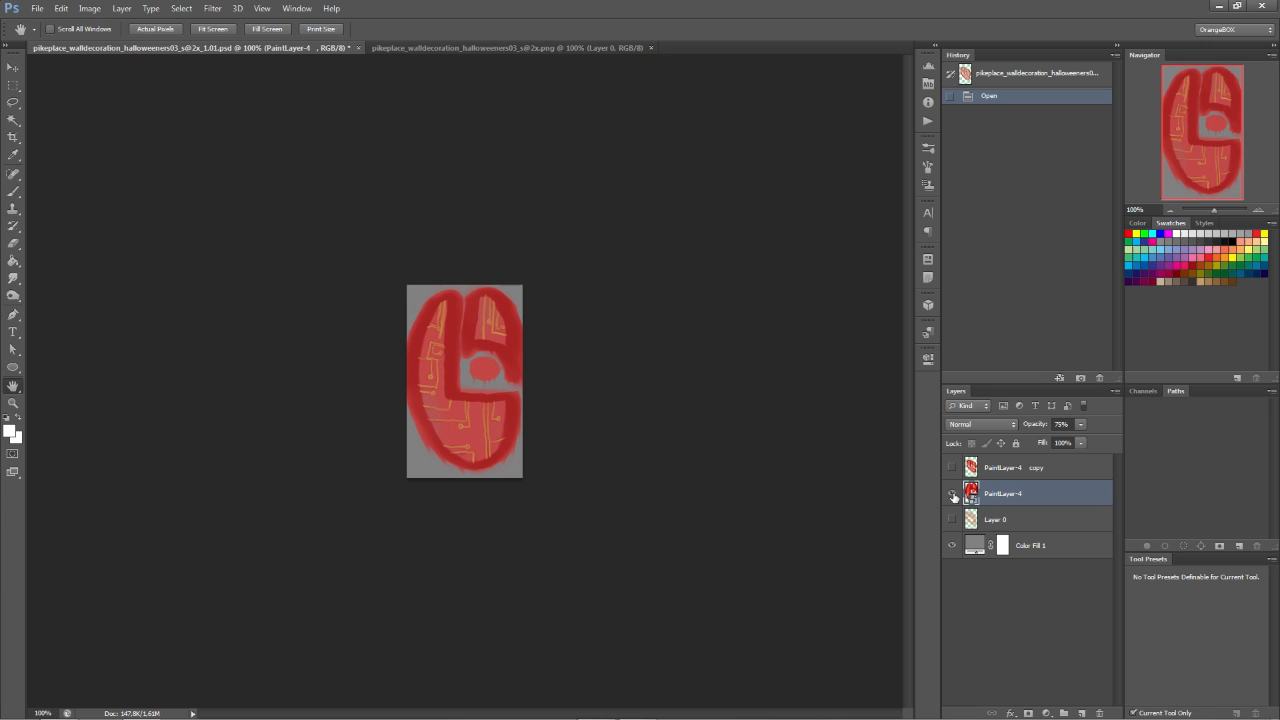 Ps File Edit Image Layer Type Select Filter 3D View Window Help
Scroll All Windows Actual Pixels Fit Screen Fill Screen Print Size OrangeBOX
pikeplace_walldecoration_halloweeners03_s@2x_1.01.psd @ 100% (PaintLayer-4 , RGB/8) * × pikeplace_walldecoration_halloweeners03_s@2x.png @ 100% (Layer 0, RGB/8) ×
History
pikeplace_walldecoration_halloweeners0...
Open
Navigator
100%
Color Swatches Styles
Layers
Kind
Normal Opacity: 75%
Lock: Fill: 100%
PaintLayer-4 copy
PaintLayer-4
Layer 0
Color Fill 1
Channels Paths
Tool Presets
No Tool Presets Definable for Current Tool.
Current Tool Only
100% Doc: 147.8K/1.61M